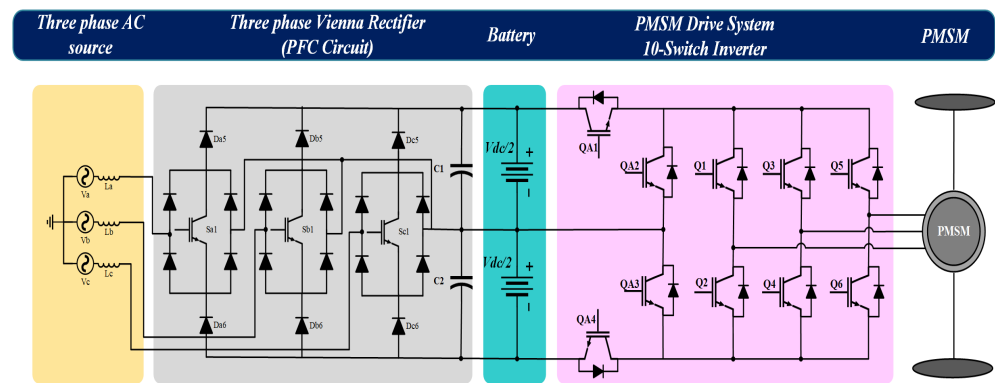 Three phase AC
source
Three phase Vienna Rectifier
(PFC Circuit)
Battery
PMSM Drive System
10-Switch Inverter
PMSM
Va
La
Vb
Lb
Vc
Lc
Da5
Db5
Dc5
Sa1
Sb1
Sc1
Da6
Db6
Dc6
C1
C2
Vdc/2
+
-
Vdc/2
+
-
QA1
QA2
Q1
Q3
Q5
QA3
Q2
Q4
Q6
QA4
PMSM